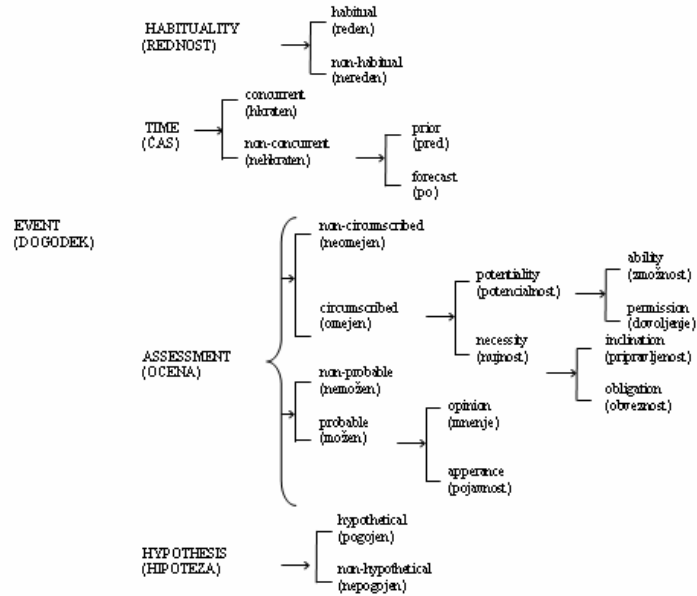 HABITUALITY
(REDNOST)
habitual
(reden)
non-habitual
(nereden)
TIME
(ČAS)
concurrent
(hkraten)
non-concurrent
(nehkraten)
prior
(pred)
forecast
(po)
EVENT
(DOGODEK)
ASSESSMENT
(OCENA)
non-circumscribed
(neomejen)
circumscribed
(omejen)
potentiality
(potencialnost)
ability
(zmožnost)
permission
(dovoljenje)
necessity
(nujnost)
inclination
(pripravljenost)
obligation
(obveznost)
non-probable
(nemožen)
probable
(možen)
opinion
(mnenje)
apperance
(pojavnost)
HYPOTHESIS
(HIPOTEZA)
hypothetical
(pogojen)
non-hypothetical
(nepogojen)